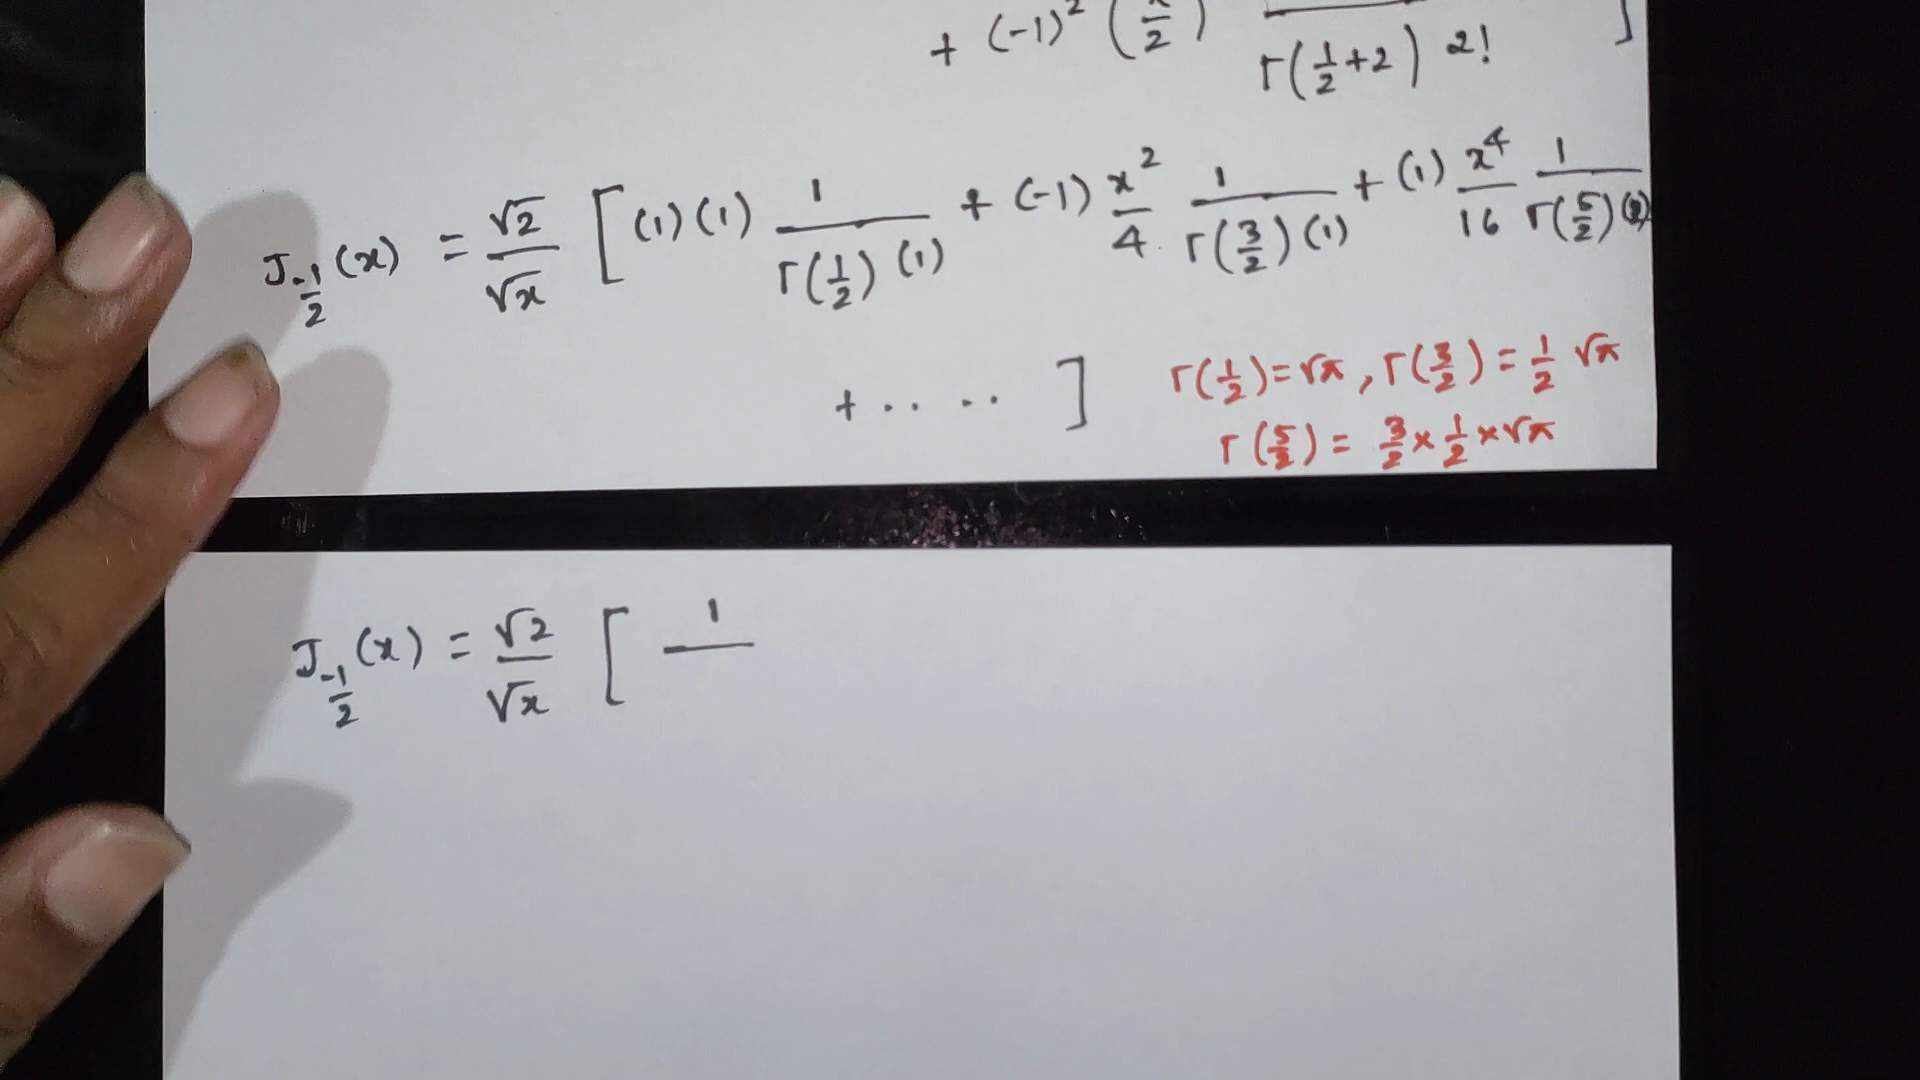 + (-1)² (x/2) / Γ(1/2+2) 2! ]
J₋₁/₂(x) = √2/√x [ (1)(1) 1/Γ(1/2)(1) + (-1) x²/4 . 1/Γ(3/2)(1) + (1) x⁴/16 1/Γ(5/2)(2)
+ ..... ]
Γ(1/2)=√π, Γ(3/2)=1/2 √π
Γ(5/2)= 3/2×1/2×√π
J₋₁/₂(x) = √2/√x [ 1/